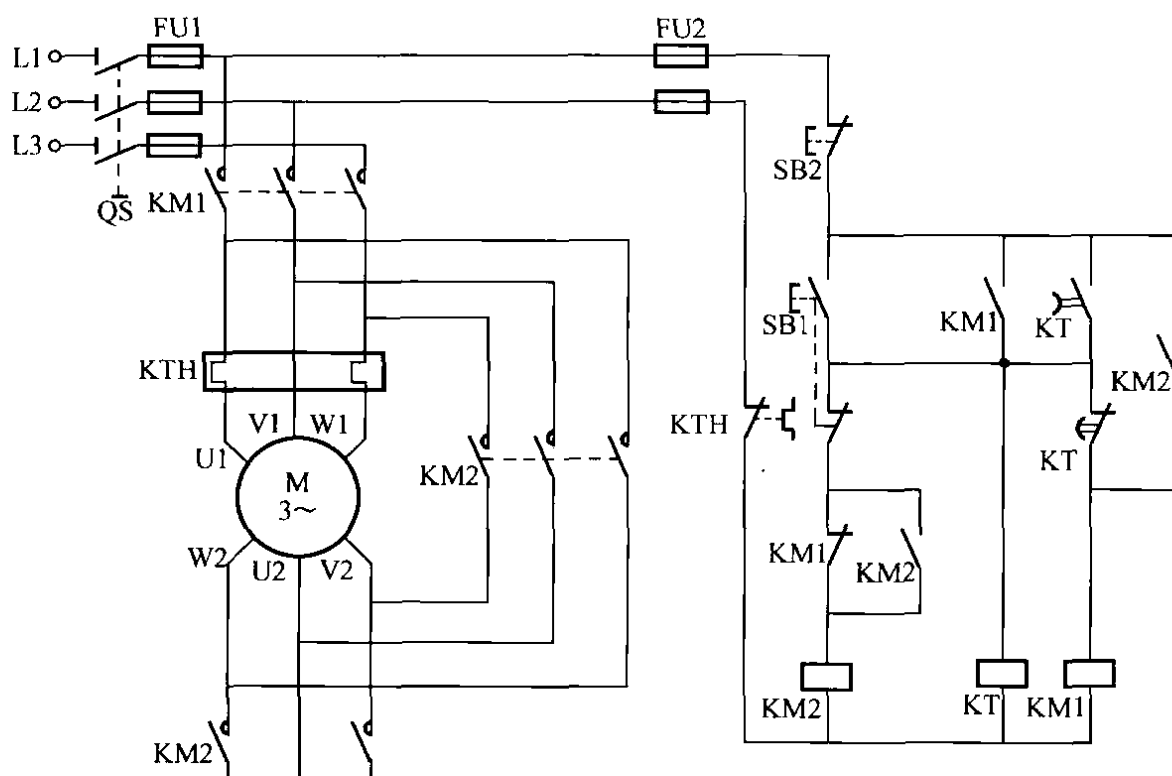 FU1 FU2
L1
L2
L3
SB2
KM1
QS
SB1 KM1 KT
KTH
KM2
V1 W1
KTH
U1
KM2
KT
M
3~
W2 U2 V2
KM1 KM2
KM2
KM2 KT KM1